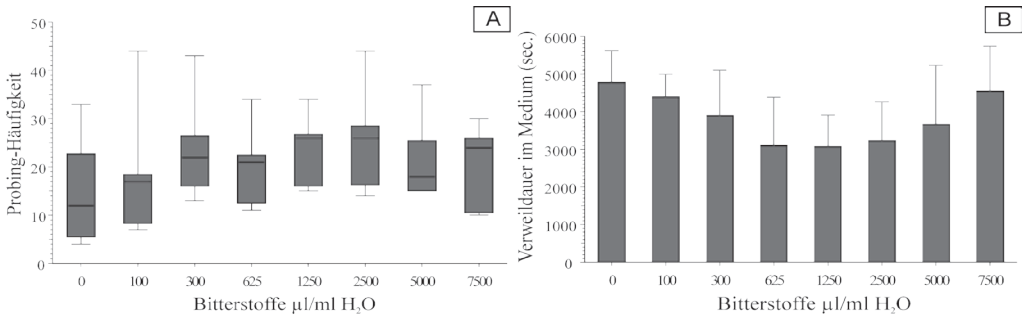 A
Probing-Häufigkeit
50
40
30
20
10
0
0 100 300 625 1250 2500 5000 7500
Bitterstoffe µl/ml H₂O
B
Verweildauer im Medium (sec.)
6000
5000
4000
3000
2000
1000
0
0 100 300 625 1250 2500 5000 7500
Bitterstoffe µl/ml H₂O